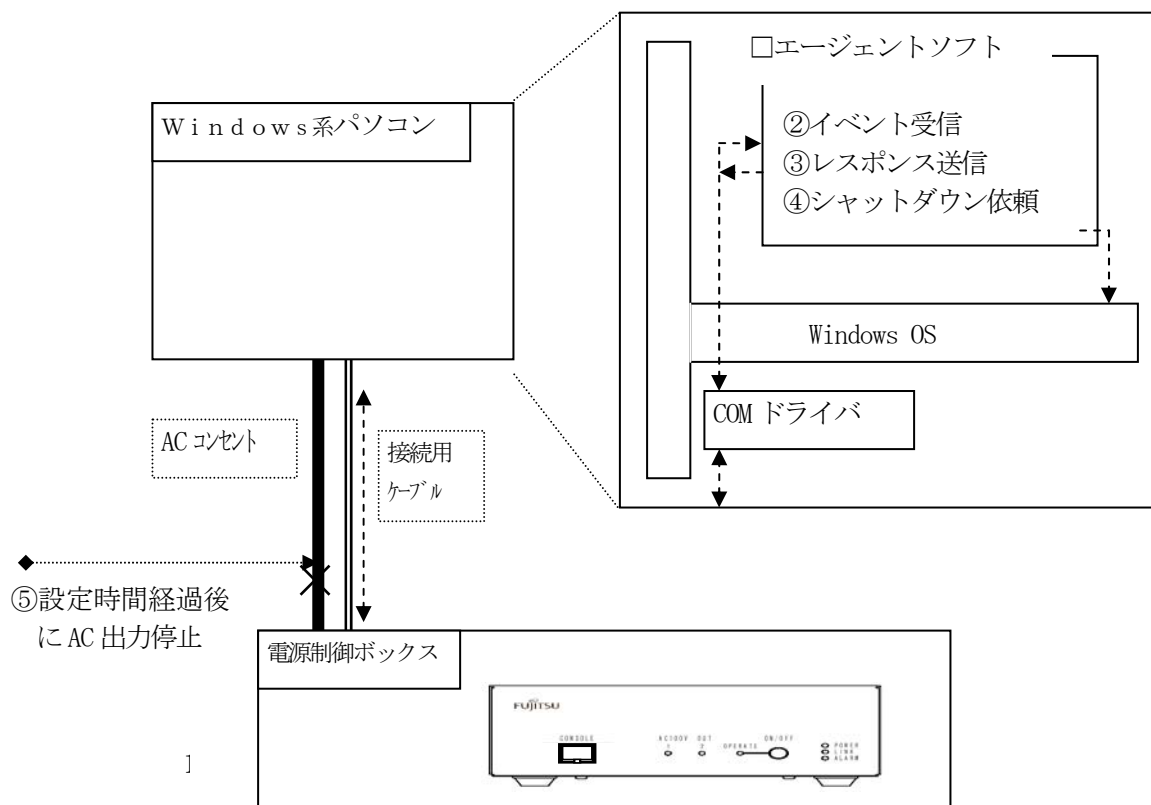 □エージェントソフト
Windows系パソコン
②イベント受信
③レスポンス送信
④シャットダウン依頼
Windows OS
COM ドライバ
AC コンセント
接続用
ケーブル
⑤設定時間経過後
に AC 出力停止
電源制御ボックス
FUJITSU
CONSOLE
AC100V OUT
1 2
OPERATE
ON/OFF
POWER
LINK
ALARM